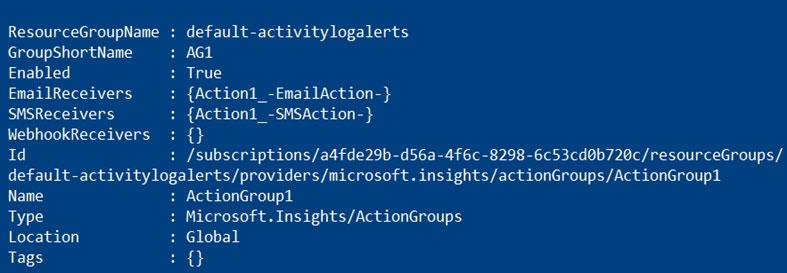 ResourceGroupName : default-activitylogalerts
GroupShortName    : AG1
Enabled           : True
EmailReceivers    : {Action1_-EmailAction-}
SMSReceivers      : {Action1_-SMSAction-}
WebhookReceivers  : {}
Id                : /subscriptions/a4fde29b-d56a-4f6c-8298-6c53cd0b720c/resourceGroups/
default-activitylogalerts/providers/microsoft.insights/actionGroups/ActionGroup1
Name              : ActionGroup1
Type              : Microsoft.Insights/ActionGroups
Location          : Global
Tags              : {}